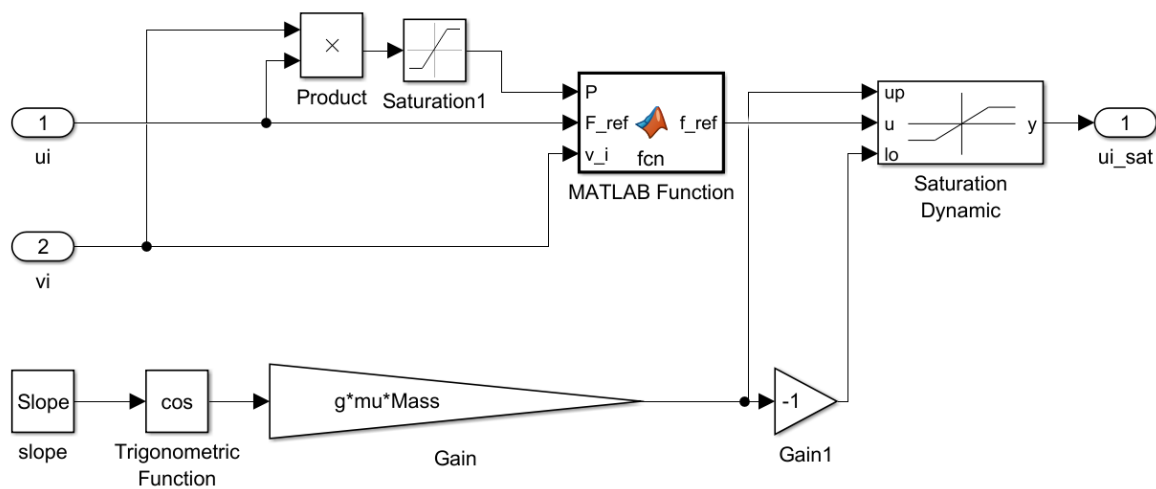 ×
Product
Saturation1
1
ui
2
vi
P
F_ref
v_i
f_ref
fcn
MATLAB Function
up
u
lo
y
Saturation
Dynamic
1
ui_sat
Slope
slope
cos
Trigonometric
Function
g*mu*Mass
Gain
-1
Gain1